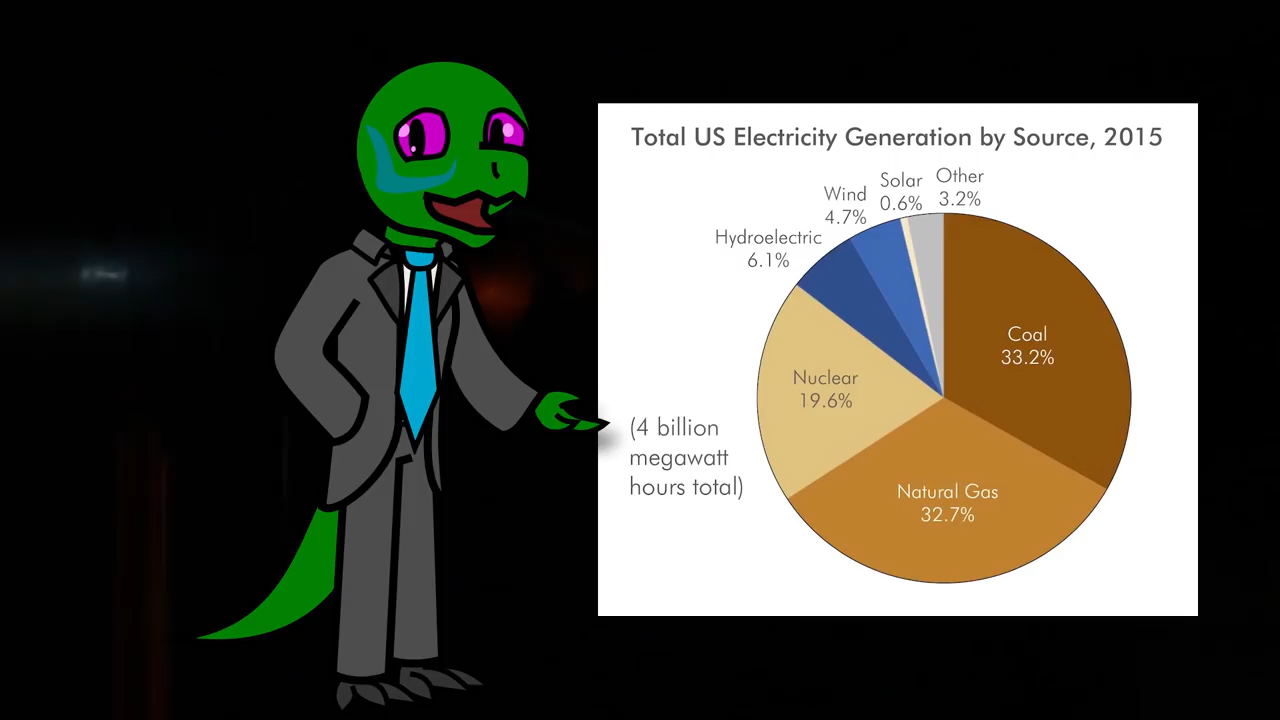 Total US Electricity Generation by Source, 2015
Other
3.2%
Solar
0.6%
Wind
4.7%
Hydroelectric
6.1%
Coal
33.2%
Nuclear
19.6%
(4 billion
megawatt
hours total)
Natural Gas
32.7%